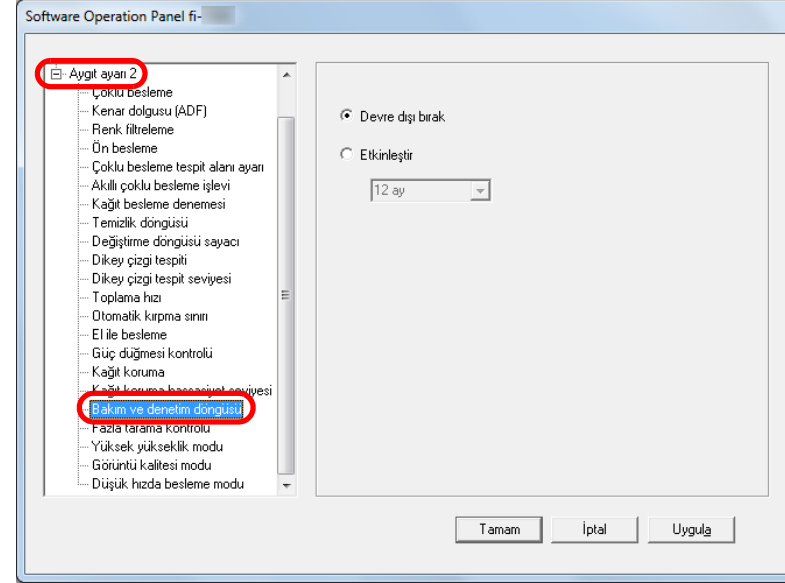 Software Operation Panel fi-
Aygıt ayarı 2
Çoklu besleme
Kenar dolgusu (ADF)
Renk filtreleme
Ön besleme
Çoklu besleme tespit alanı ayarı
Akıllı çoklu besleme işlevi
Kağıt besleme denemesi
Temizlik döngüsü
Değiştirme döngüsü sayacı
Dikey çizgi tespiti
Dikey çizgi tespit seviyesi
Toplama hızı
Otomatik kırpma sınırı
El ile besleme
Güç düğmesi kontrolü
Kağıt koruma
Kağıt koruma hassasiyet seviyesi
Bakım ve denetim döngüsü
Fazla tarama kontrolü
Yüksek yükseklik modu
Görüntü kalitesi modu
Düşük hızda besleme modu
Devre dışı bırak
Etkinleştir
12 ay
Tamam
İptal
Uygula